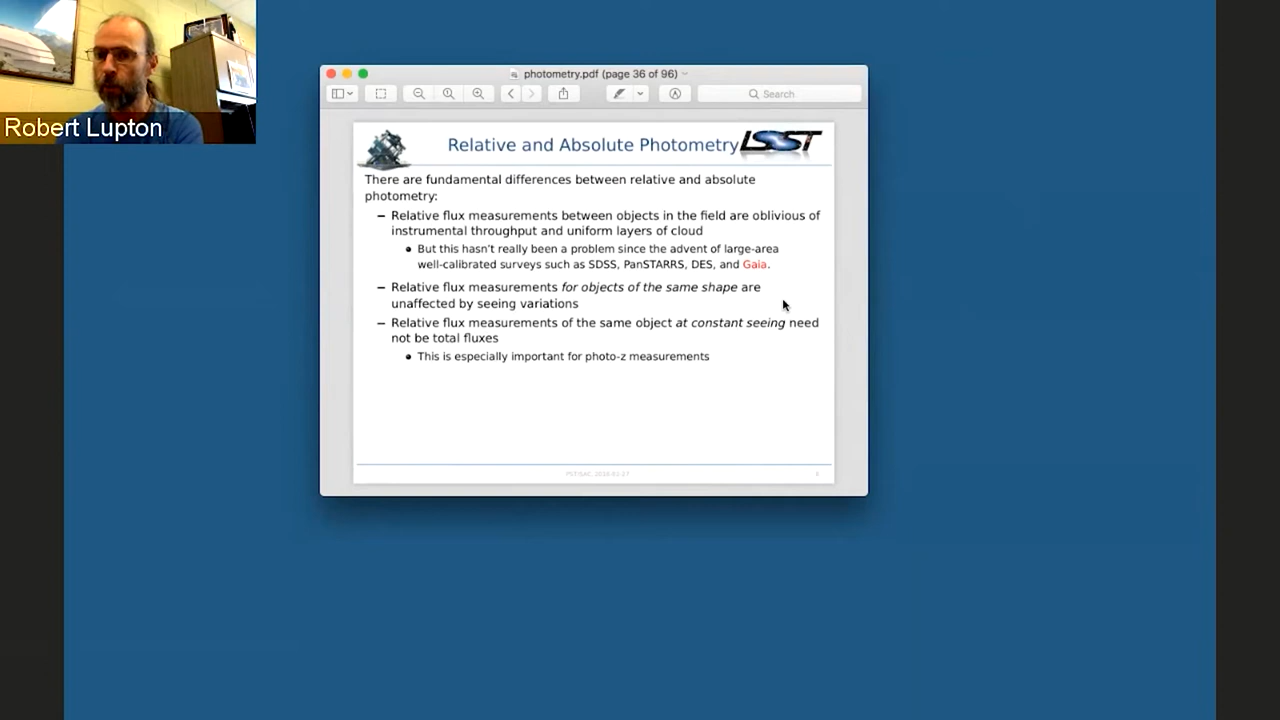 Robert Lupton
photometry.pdf (page 36 of 96)
Search
Relative and Absolute Photometry
LSST
There are fundamental differences between relative and absolute
photometry:
– Relative flux measurements between objects in the field are oblivious of
instrumental throughput and uniform layers of cloud
• But this hasn’t really been a problem since the advent of large-area
well-calibrated surveys such as SDSS, PanSTARRS, DES, and Gaia.
– Relative flux measurements for objects of the same shape are
unaffected by seeing variations
– Relative flux measurements of the same object at constant seeing need
not be total fluxes
• This is especially important for photo-z measurements